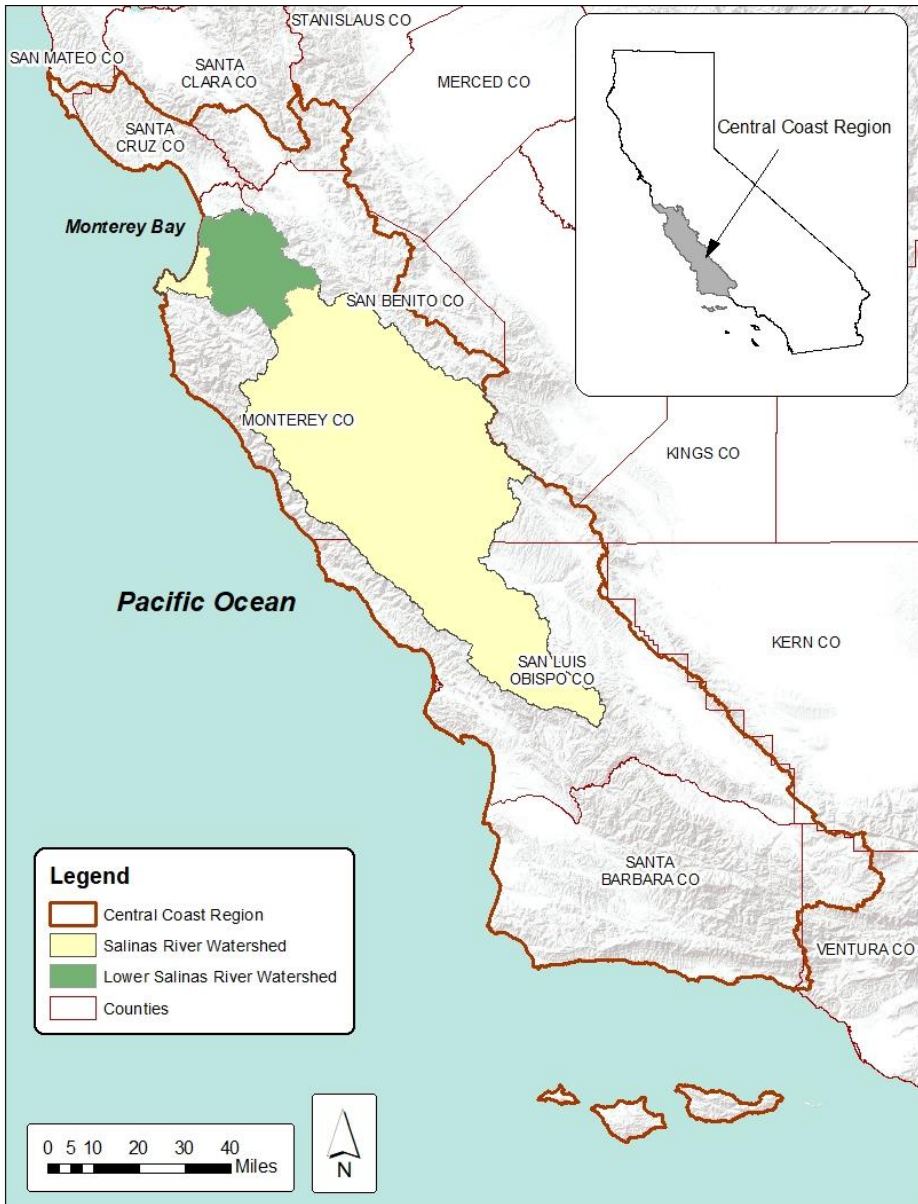 STANISLAUS CO
SAN MATEO CO
SANTA
CLARA CO
MERCED CO
SANTA
CRUZ CO
Central Coast Region
Monterey Bay
SAN BENITO CO
MONTEREY CO
KINGS CO
Pacific Ocean
KERN CO
SAN LUIS
OBISPO CO
SANTA
BARBARA CO
VENTURA CO
Legend
Central Coast Region
Salinas River Watershed
Lower Salinas River Watershed
Counties
0 5 10 20 30 40
Miles
N